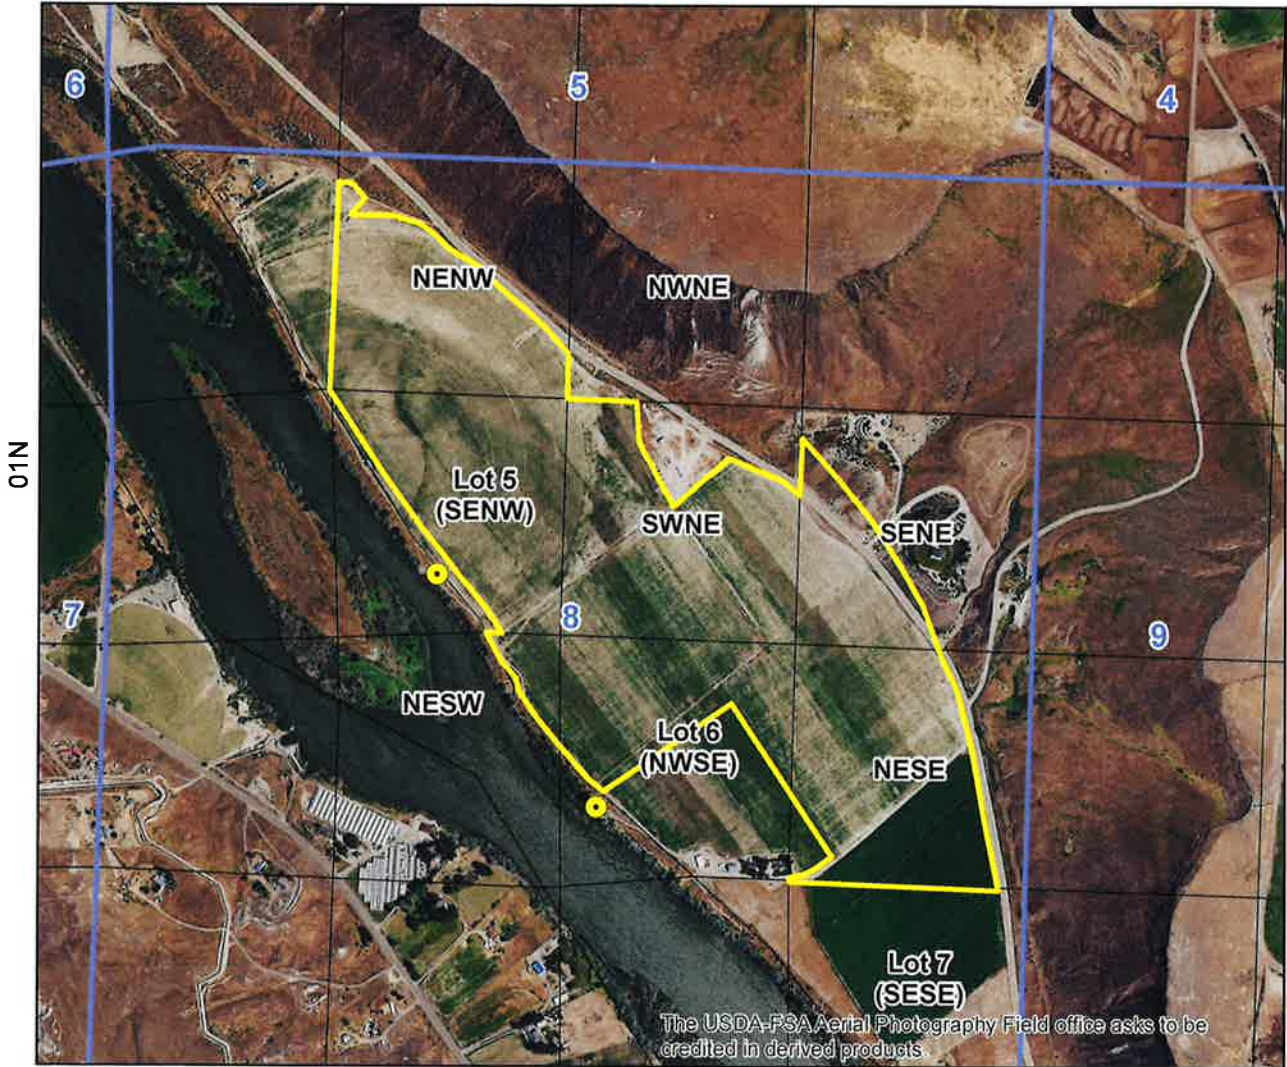 6
5
4
NENW
NWNE
01N
Lot 5
(SENW)
SWNE
SENE
7
8
9
NESW
Lot 6
(NWSE)
NESE
Lot 7
(SESE)
The USDA-FSA Aerial Photography Field office asks to be
credited in derived products